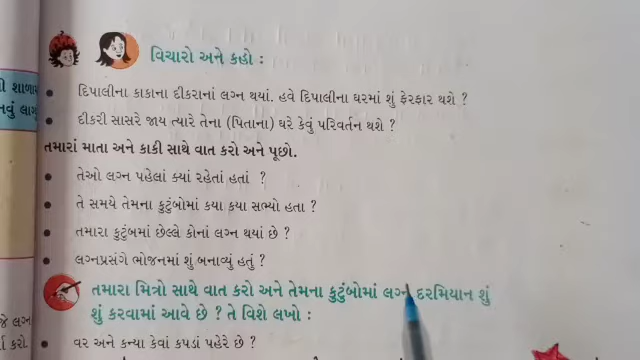 વિચારો અને કહો :
દિપાલીના કાકાના દીકરાનાં લગ્ન થયાં. હવે દિપાલીના ઘરમાં શું ફેરફાર થશે ?
દીકરી સાસરે જાય ત્યારે તેના (પિતાના) ઘરે કેવું પરિવર્તન થશે ?
તમારાં માતા અને કાકી સાથે વાત કરો અને પૂછો.
તેઓ લગ્ન પહેલાં ક્યાં રહેતાં હતાં ?
તે સમયે તેમના કુટુંબોમાં કયા કયા સભ્યો હતા ?
તમારા કુટુંબમાં છેલ્લે કોનાં લગ્ન થયાં છે ?
લગ્નપ્રસંગે ભોજનમાં શું બનાવ્યું હતું ?
તમારા મિત્રો સાથે વાત કરો અને તેમના કુટુંબોમાં લગ્ન દરમિયાન શું
શું કરવામાં આવે છે ? તે વિશે લખો :
વર અને કન્યા કેવાં કપડાં પહેરે છે ?